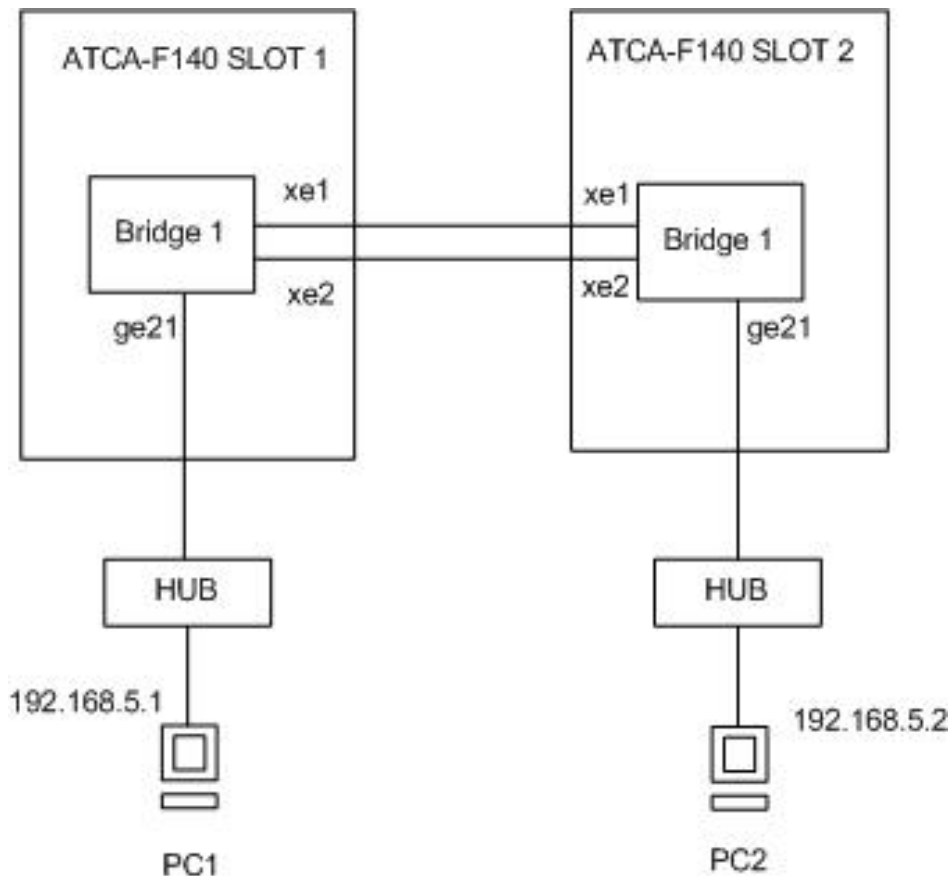 ATCA-F140 SLOT 1
ATCA-F140 SLOT 2
xe1
xe1
Bridge 1
Bridge 1
xe2
xe2
ge21
ge21
HUB
HUB
192.168.5.1
192.168.5.2
PC1
PC2